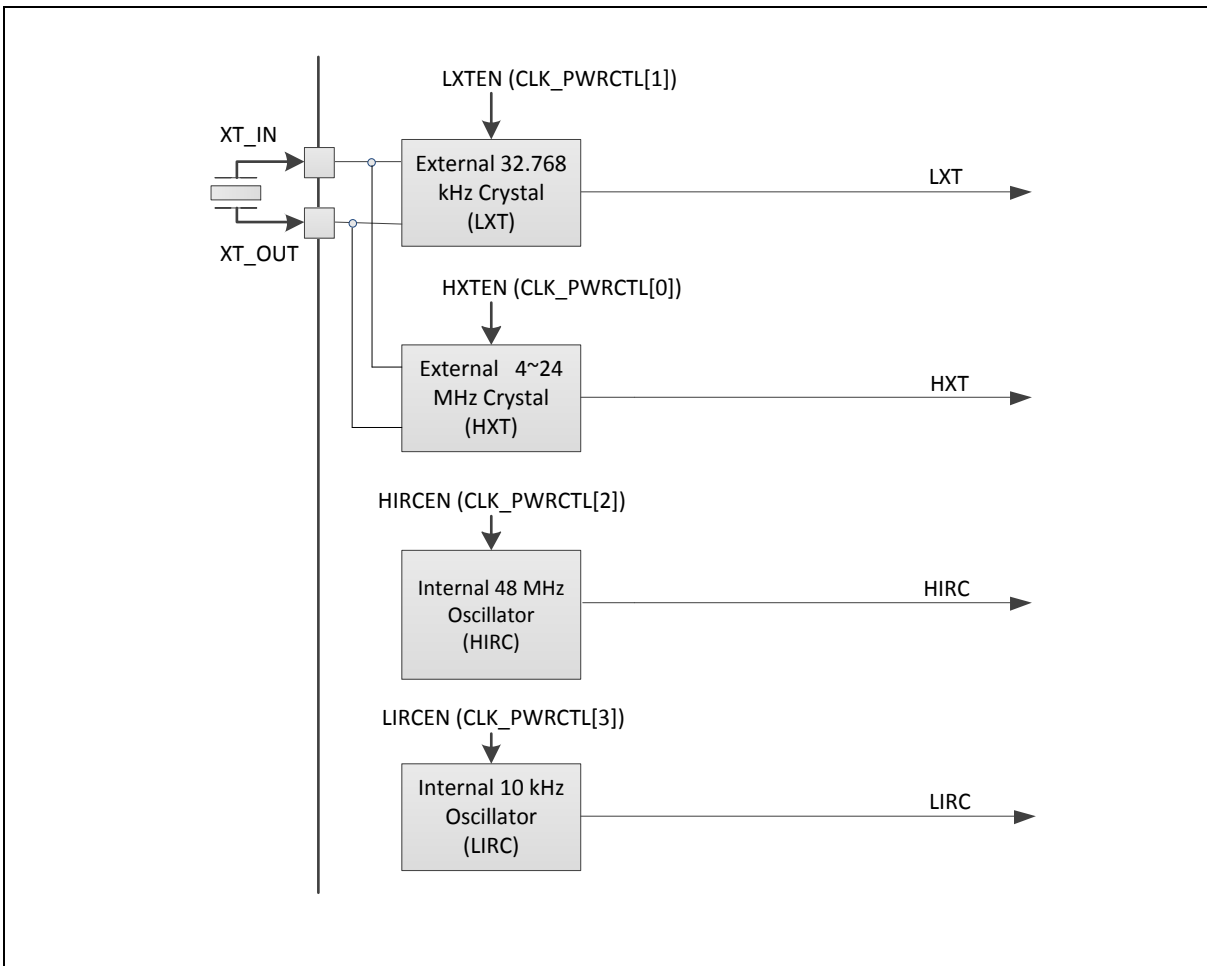 LXTEN (CLK_PWRCTL[1])
XT_IN
External 32.768
kHz Crystal
(LXT)
LXT
XT_OUT
HXTEN (CLK_PWRCTL[0])
External 4~24
MHz Crystal
(HXT)
HXT
HIRCEN (CLK_PWRCTL[2])
Internal 48 MHz
Oscillator
(HIRC)
HIRC
LIRCEN (CLK_PWRCTL[3])
Internal 10 kHz
Oscillator
(LIRC)
LIRC